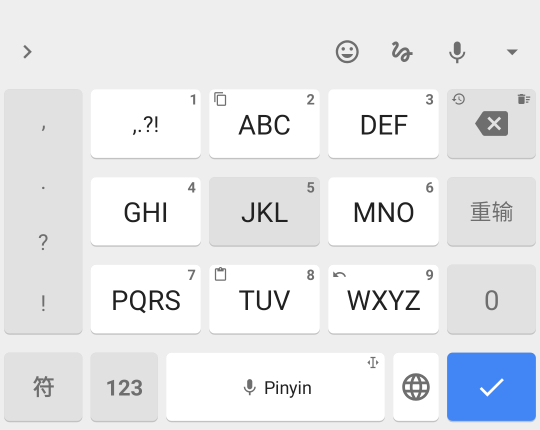 ,
1
,.?!
2
ABC
3
DEF
.
4
GHI
5
JKL
6
MNO
重输
?
7
PQRS
8
TUV
9
WXYZ
0
!
符
123
Pinyin